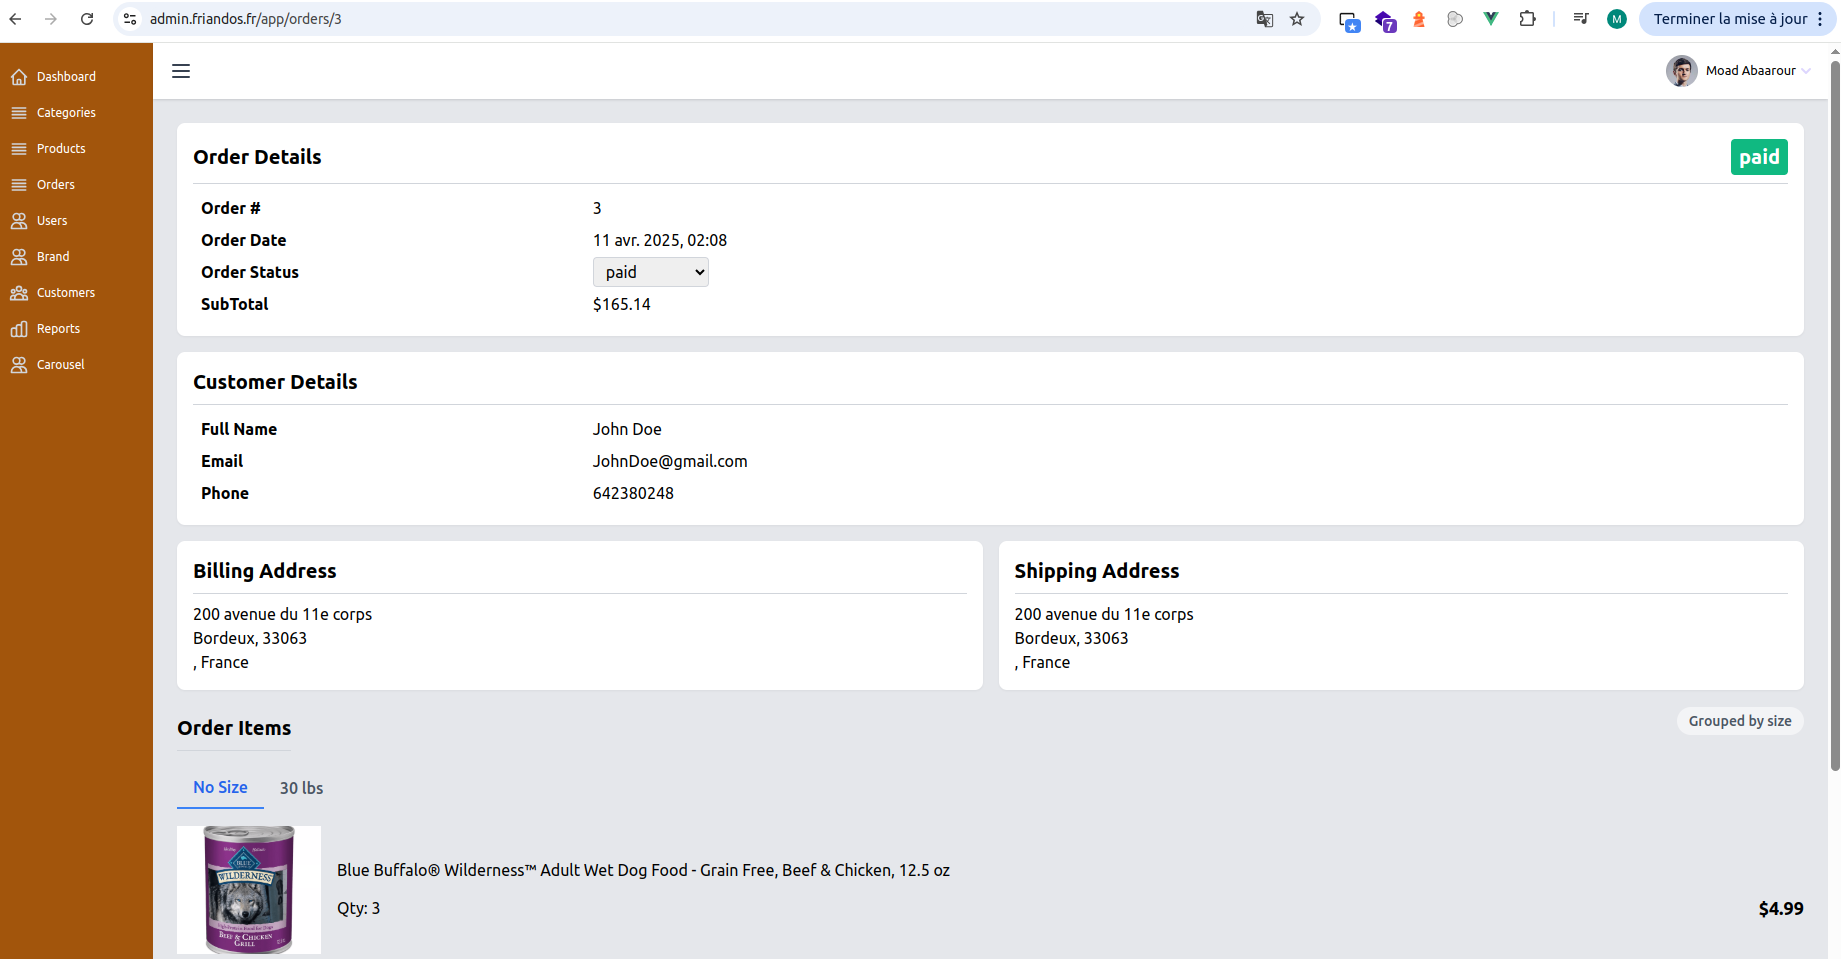 admin.friandos.fr/app/orders/3
7
M
Terminer la mise à jour
Dashboard
Categories
Products
Orders
Users
Brand
Customers
Reports
Carousel
Moad Abaarour
Order Details
paid
Order #
3
Order Date
11 avr. 2025, 02:08
Order Status
paid
SubTotal
$165.14
Customer Details
Full Name
John Doe
Email
JohnDoe@gmail.com
Phone
642380248
Billing Address
200 avenue du 11e corps
Bordeux, 33063
, France
Shipping Address
200 avenue du 11e corps
Bordeux, 33063
, France
Order Items
Grouped by size
No Size
30 lbs
BLUE
WILDERNESS
BEEF & CHICKEN
GRILL
Blue Buffalo® Wilderness™ Adult Wet Dog Food - Grain Free, Beef & Chicken, 12.5 oz
Qty: 3
$4.99